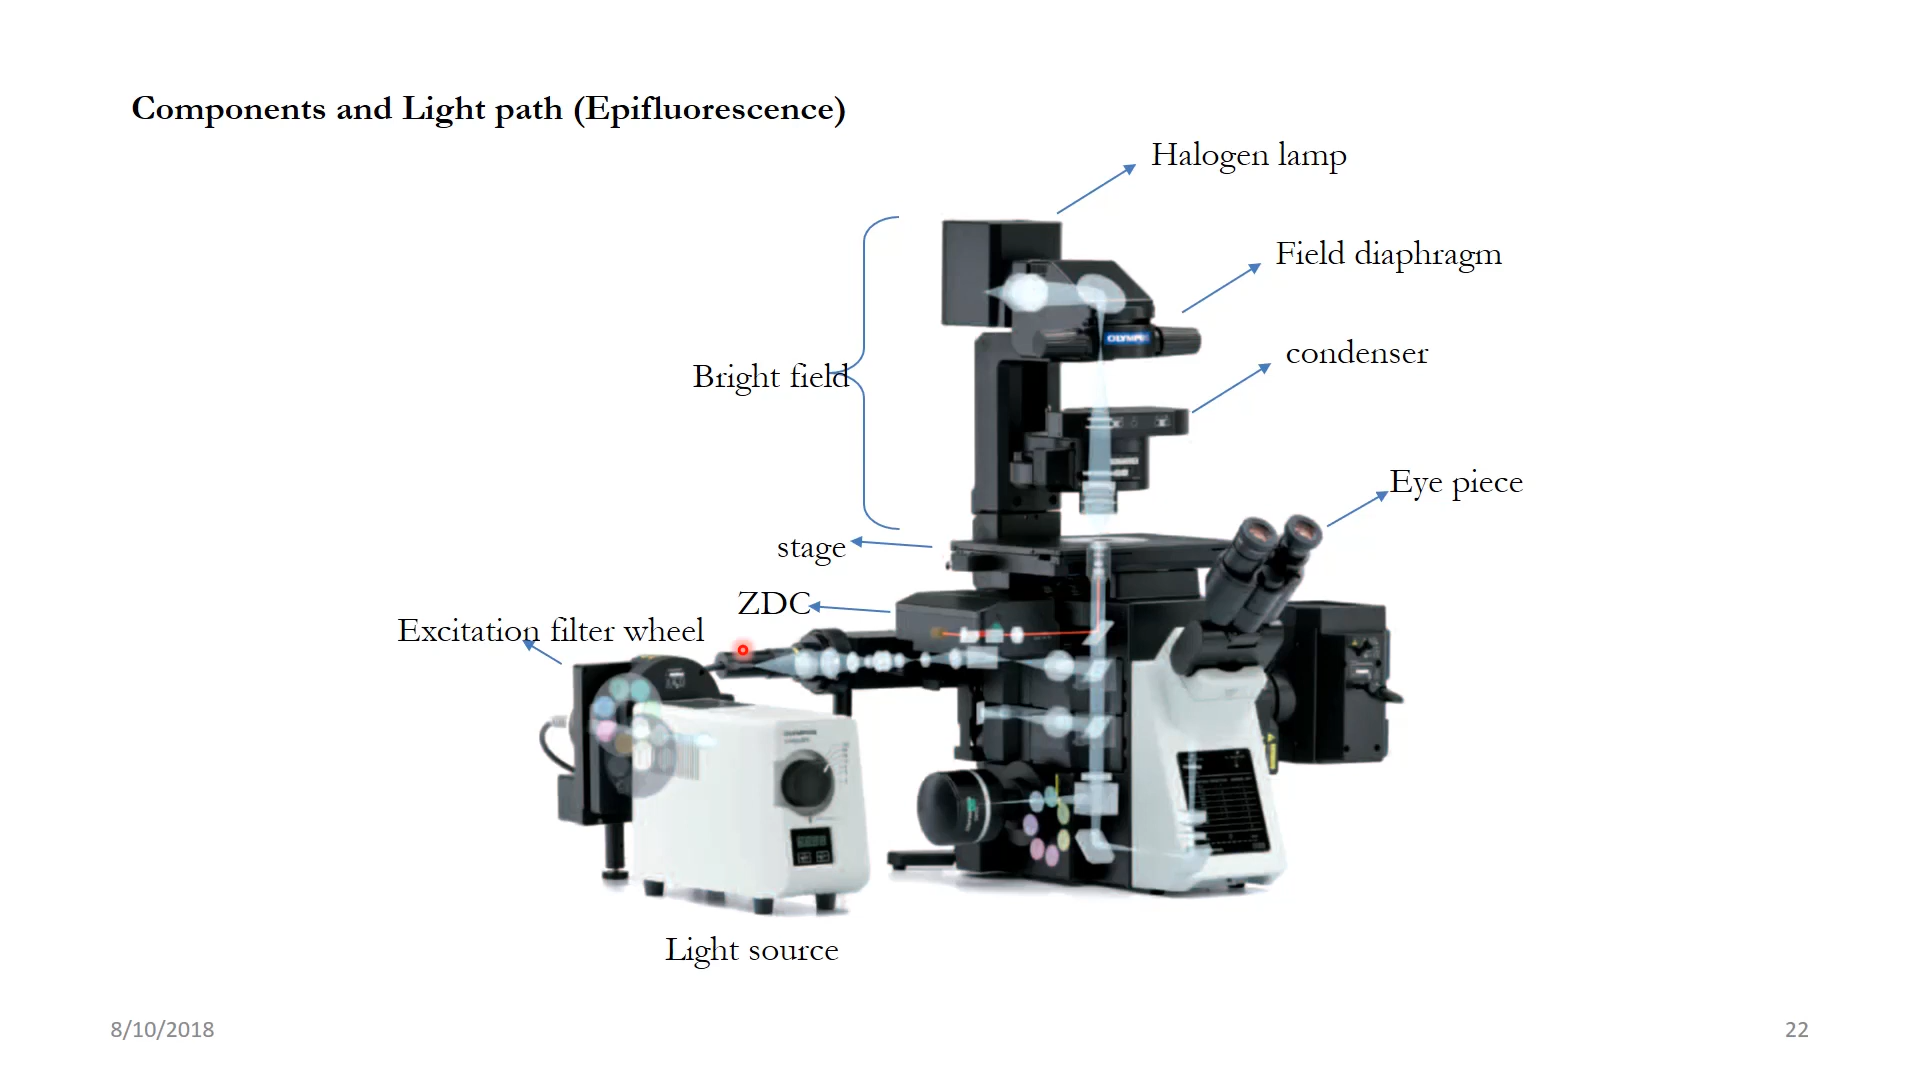 Components and Light path (Epifluorescence)
Halogen lamp
Field diaphragm
condenser
Bright field
Eye piece
stage
ZDC
Excitation filter wheel
Light source
8/10/2018
22